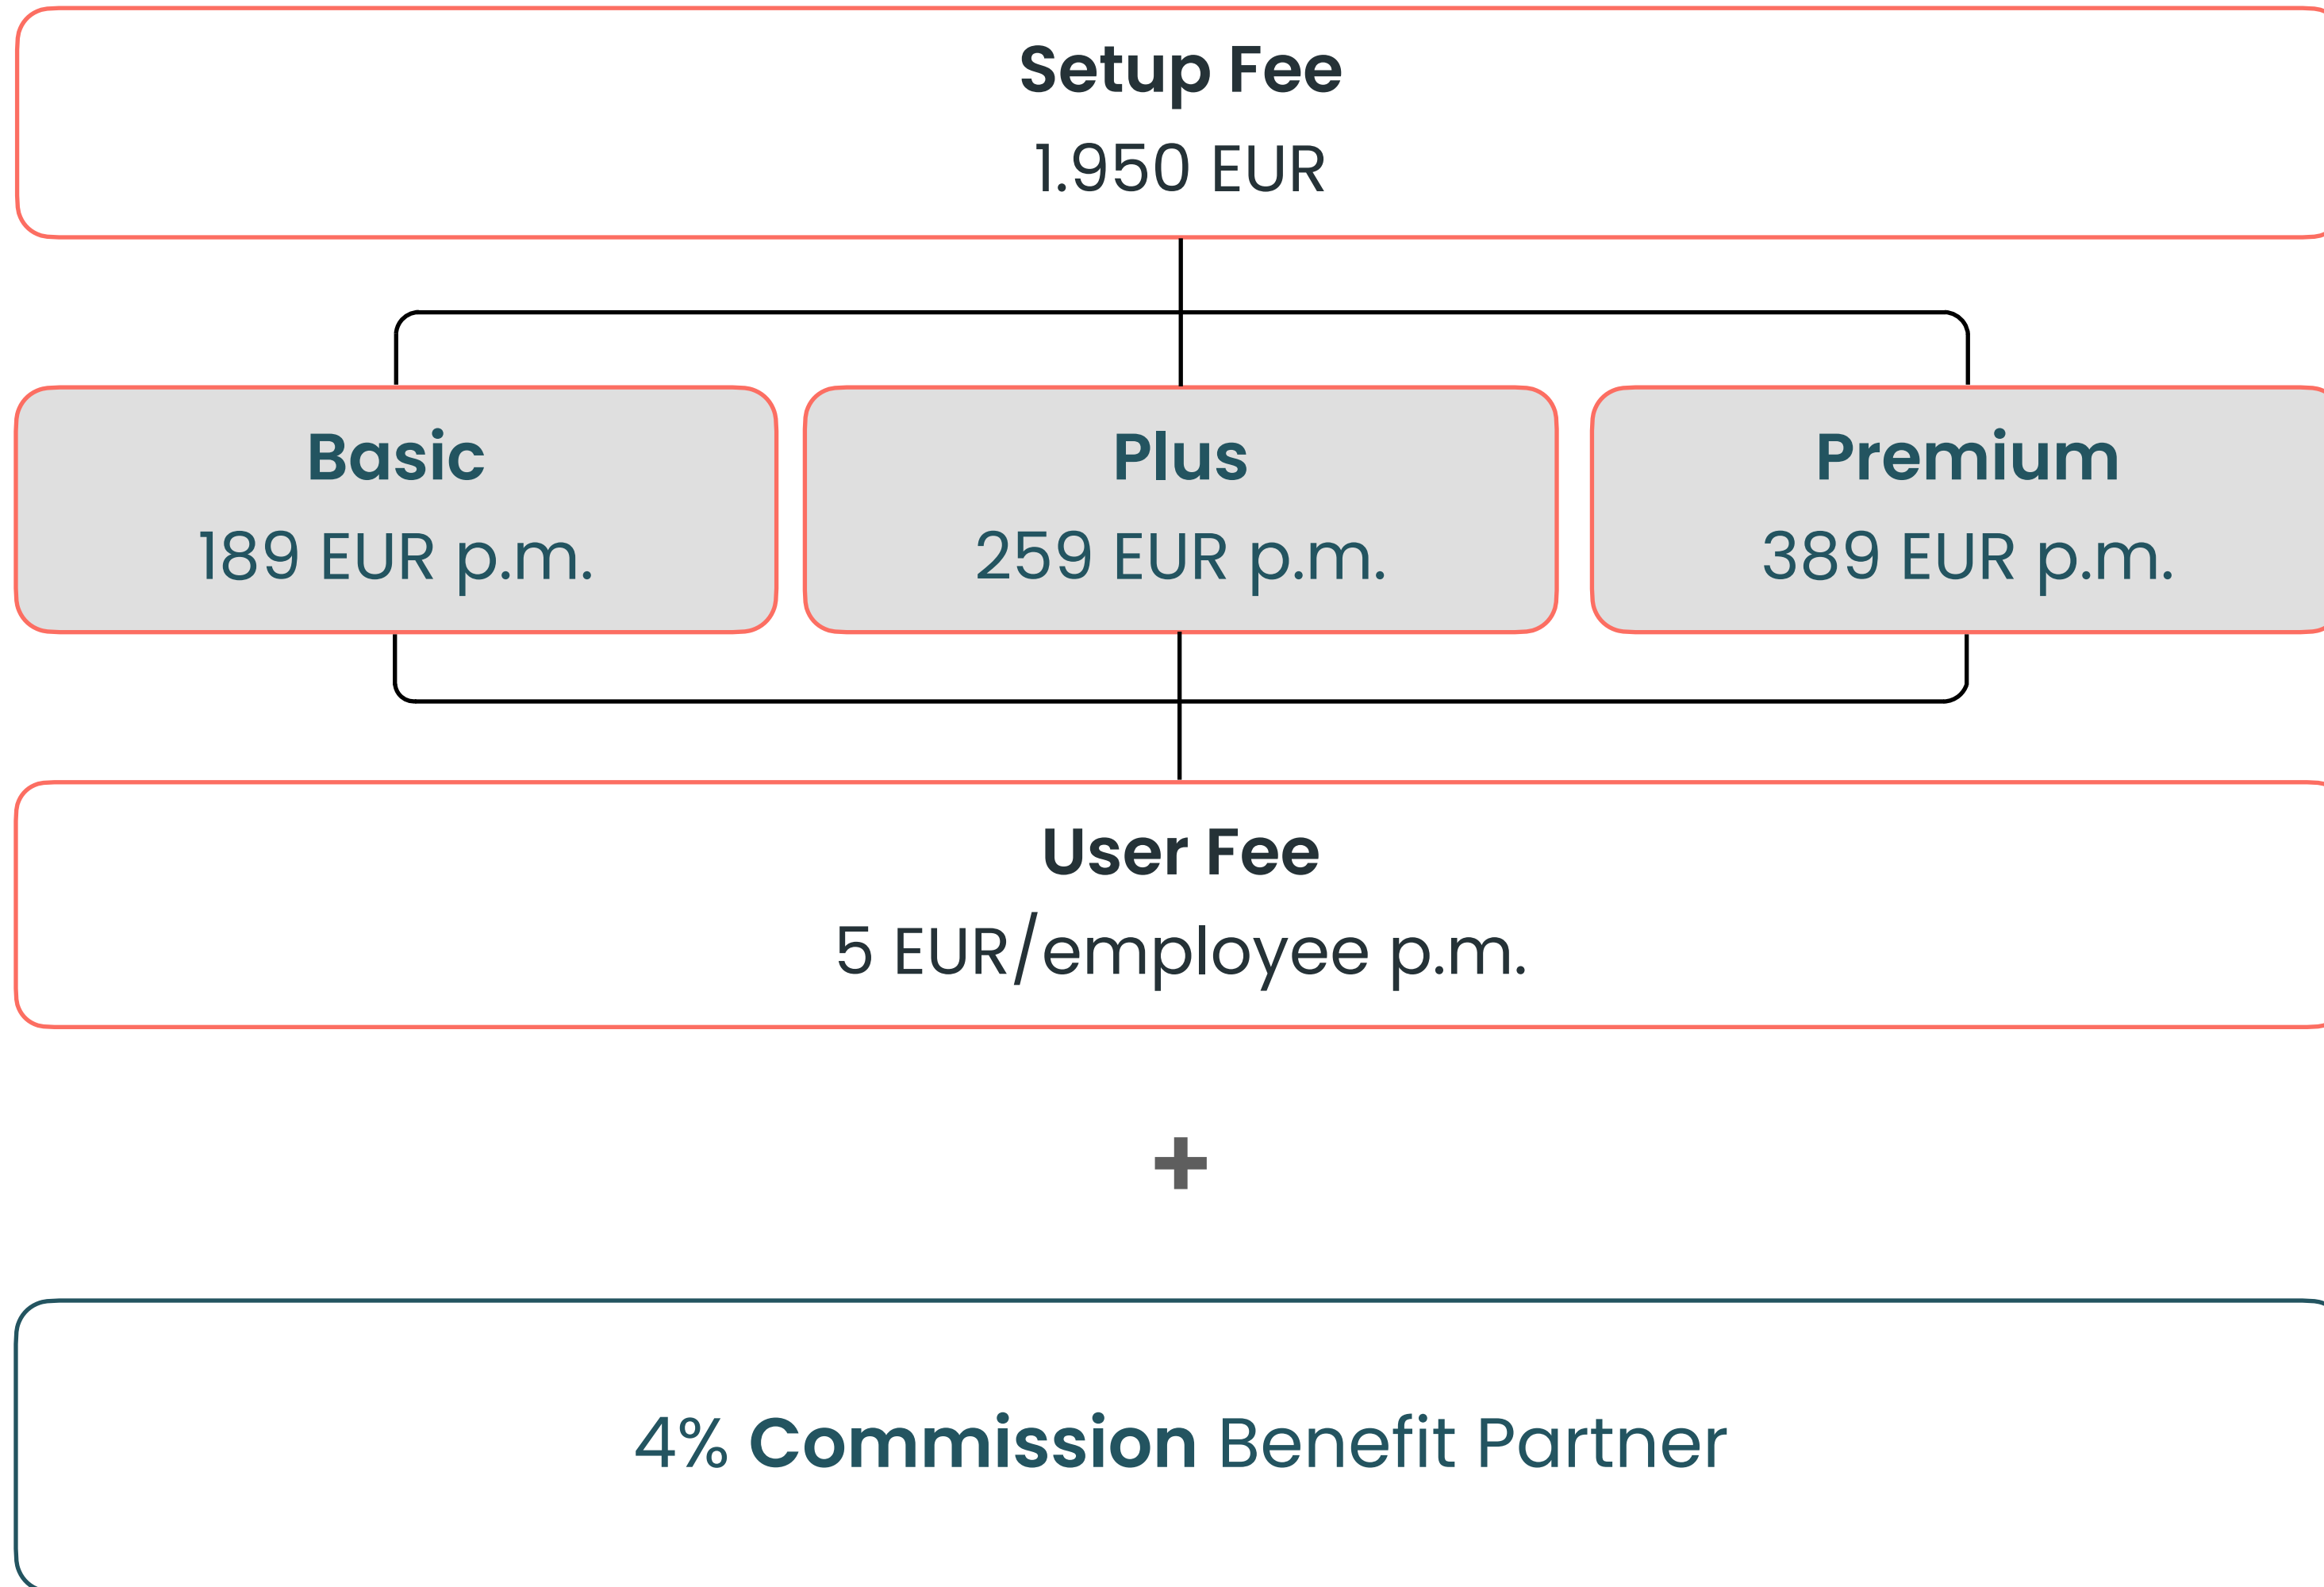 Setup Fee
1.950 EUR
Basic
189 EUR p.m.
Plus
259 EUR p.m.
Premium
389 EUR p.m.
User Fee
5 EUR/employee p.m.
+
4% Commission Benefit Partner